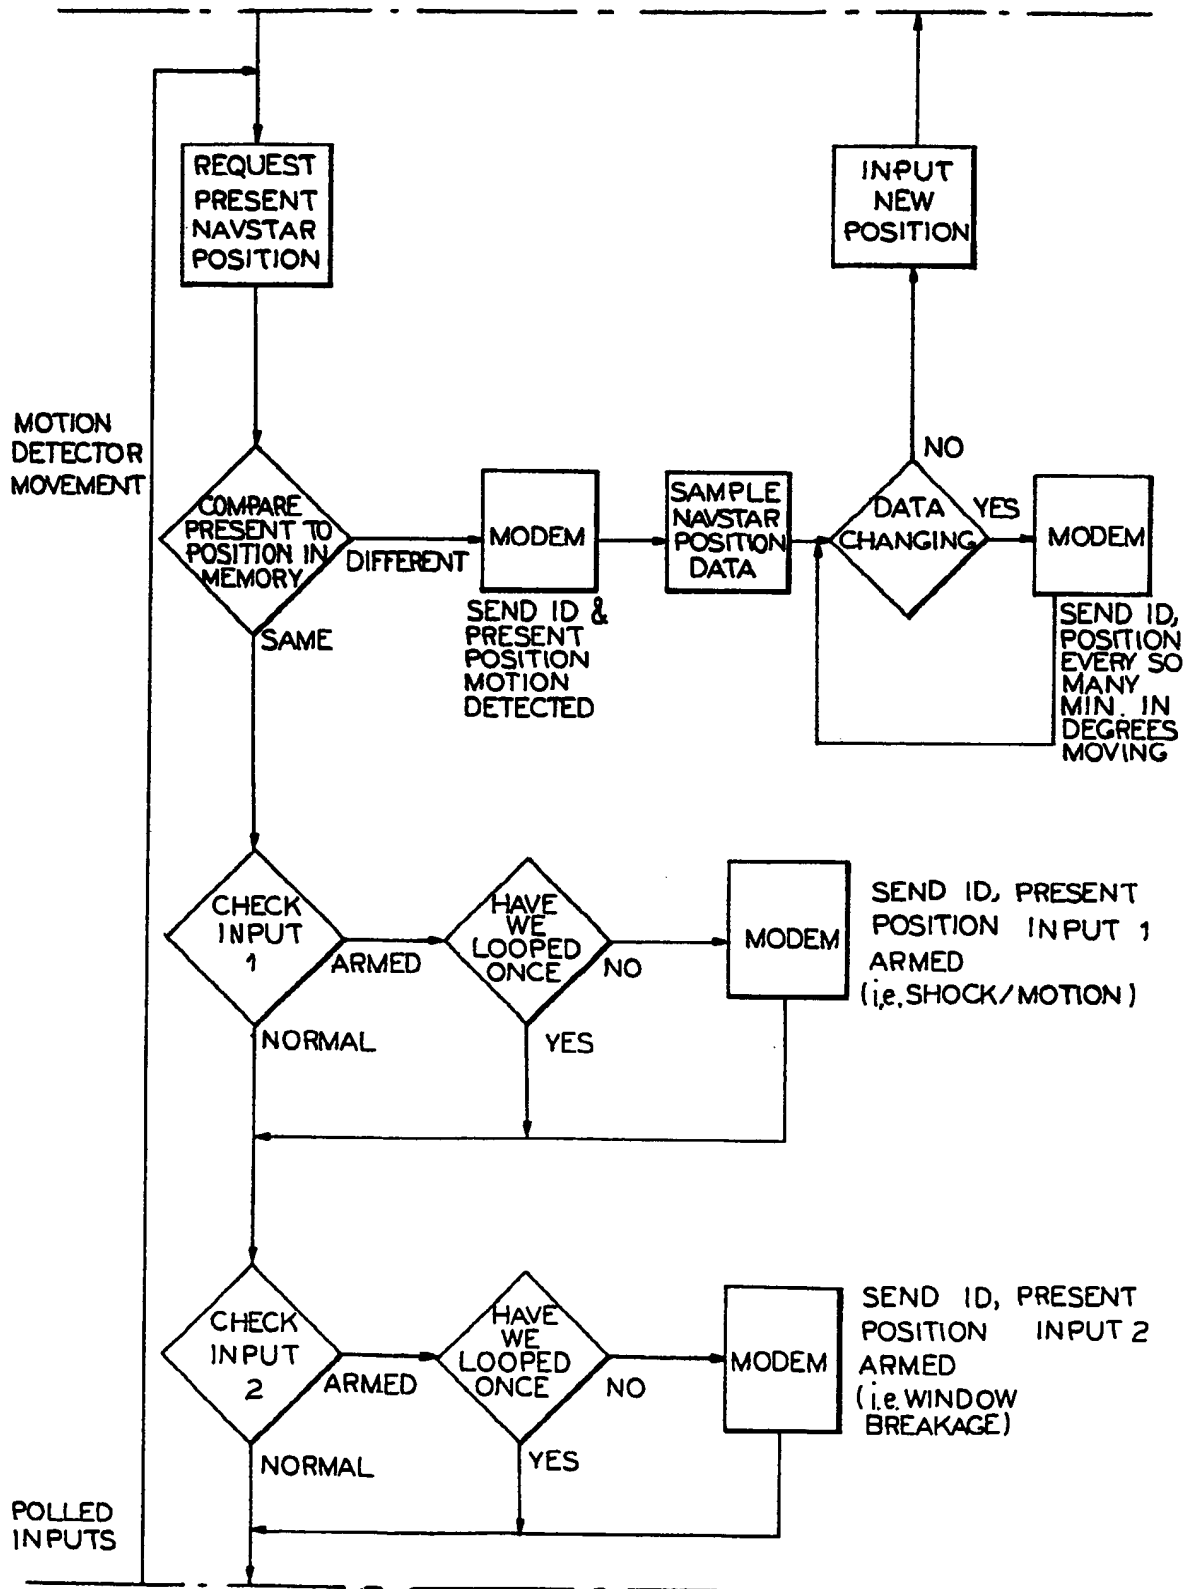 REQUEST
PRESENT
NAVSTAR
POSITION
INPUT
NEW
POSITION
MOTION
DETECTOR
MOVEMENT
COMPARE
PRESENT TO
POSITION IN
MEMORY
DIFFERENT
SAME
MODEM
SEND ID &
PRESENT
POSITION
MOTION
DETECTED
SAMPLE
NAVSTAR
POSITION
DATA
DATA
CHANGING
NO
YES
MODEM
SEND ID,
POSITION
EVERY SO
MANY
MIN. IN
DEGREES
MOVING
CHECK
INPUT
1
ARMED
NORMAL
HAVE
WE
LOOPED
ONCE
NO
YES
MODEM
SEND ID, PRESENT
POSITION INPUT 1
ARMED
(i,e,SHOCK/MOTION)
CHECK
INPUT
2
ARMED
NORMAL
HAVE
WE
LOOPED
ONCE
NO
YES
MODEM
SEND ID, PRESENT
POSITION INPUT 2
ARMED
(i.e.WINDOW
BREAKAGE)
POLLED
INPUTS